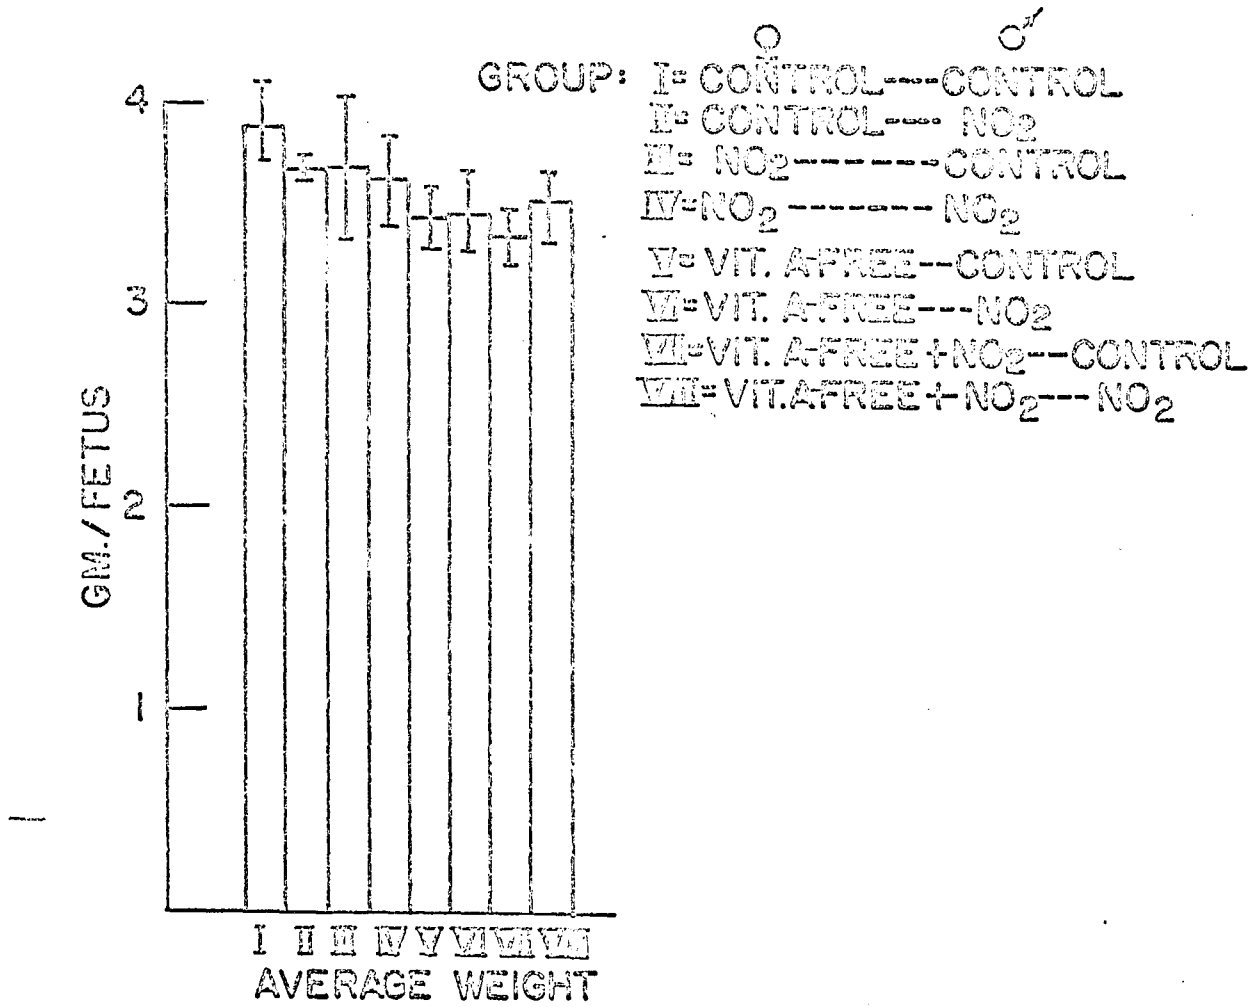 ♀ ♂
GROUP: I= CONTROL----CONTROL
II= CONTROL---- NO2
III= NO2--------CONTROL
IV=NO2 ------- NO2
V= VIT. A-FREE--CONTROL
VI= VIT. A-FREE---NO2
VII=VIT. A-FREE+NO2--CONTROL
VIII=VIT.A-FREE+NO2--- NO2
4
3
2
1
GM./FETUS
I II III IV V VI VII VIII
AVERAGE WEIGHT